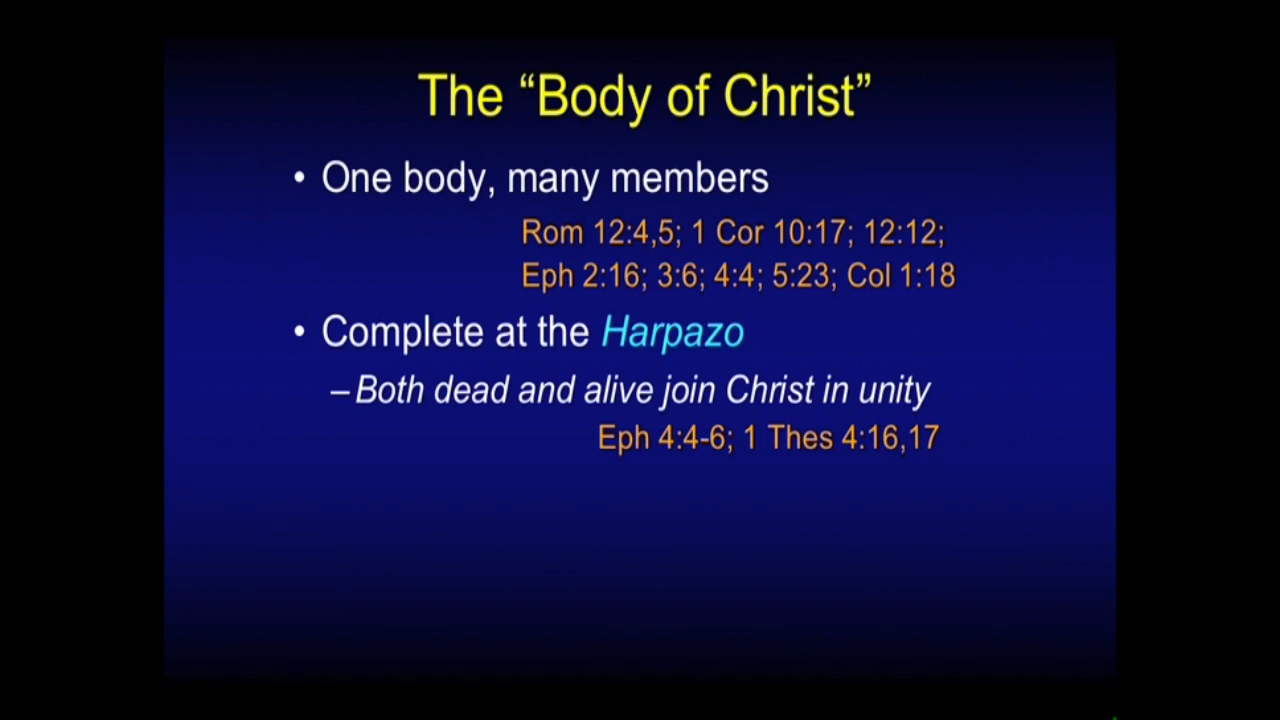 The “Body of Christ”
• One body, many members
Rom 12:4,5; 1 Cor 10:17; 12:12;
Eph 2:16; 3:6; 4:4; 5:23; Col 1:18
• Complete at the Harpazo
– Both dead and alive join Christ in unity
Eph 4:4-6; 1 Thes 4:16,17